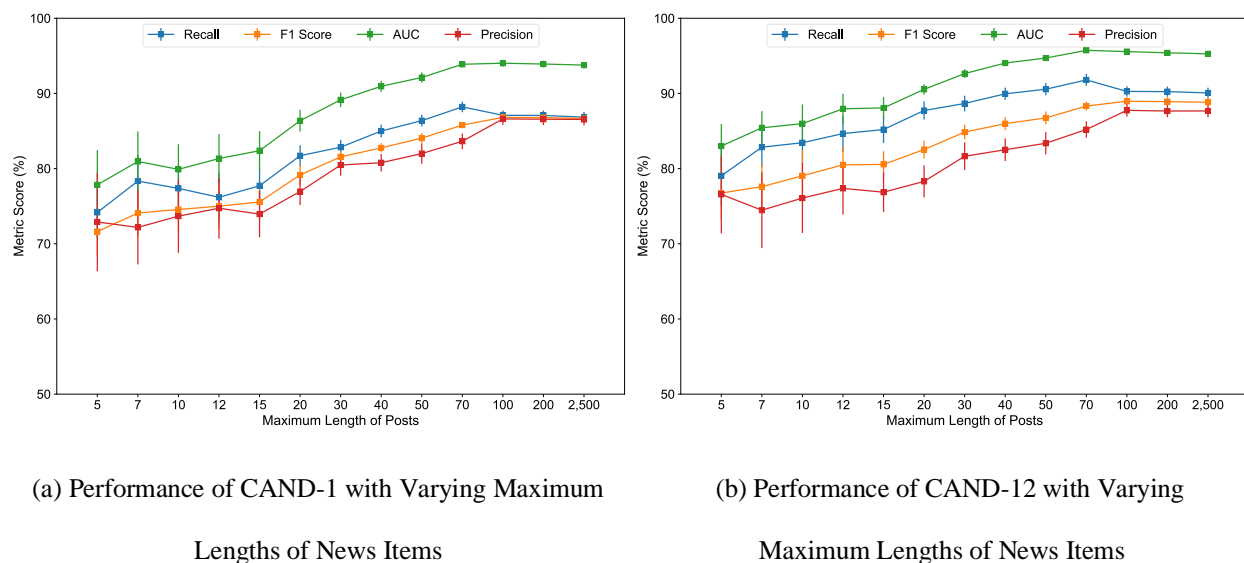 100
90
80
70
60
50
Metric Score (%)
Recall F1 Score AUC Precision
5 7 10 12 15 20 30 40 50 70 100 200 2,500
Maximum Length of Posts
(a) Performance of CAND-1 with Varying Maximum
Lengths of News Items
100
90
80
70
60
50
Metric Score (%)
Recall F1 Score AUC Precision
5 7 10 12 15 20 30 40 50 70 100 200 2,500
Maximum Length of Posts
(b) Performance of CAND-12 with Varying
Maximum Lengths of News Items